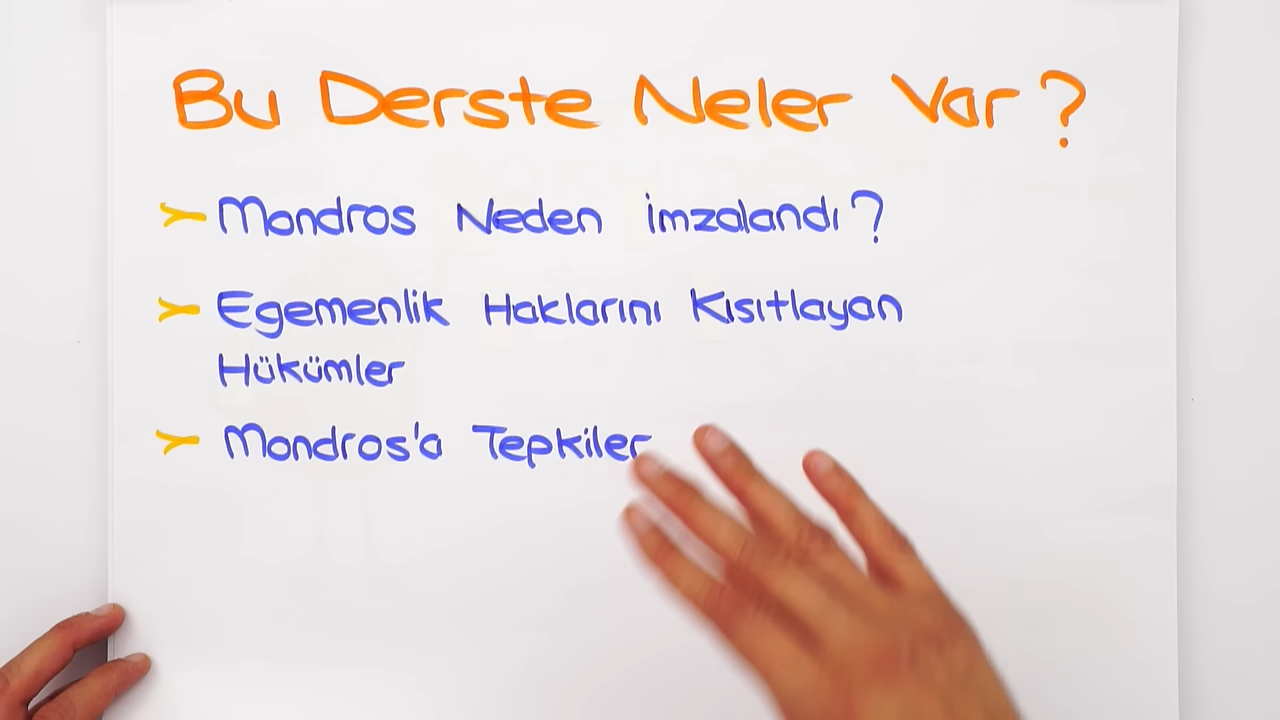 Bu Derste Neler Var?
➤ Mondros Neden İmzalandı?
➤ Egemenlik Haklarını Kısıtlayan
Hükümler
➤ Mondros'a Tepkiler